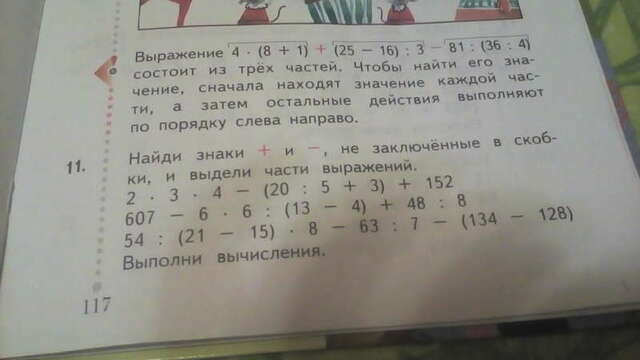 Выражение 4 · (8 + 1) + (25 − 16) : 3 − 81 : (36 : 4)
состоит из трёх частей. Чтобы найти его зна-
чение, сначала находят значение каждой час-
ти, а затем остальные действия выполняют
по порядку слева направо.
11. Найди знаки + и −, не заключённые в скоб-
ки, и выдели части выражений.
2 · 3 · 4 − (20 : 5 + 3) + 152
607 − 6 · 6 : (13 − 4) + 48 : 8
54 : (21 − 15) · 8 − 63 : 7 − (134 − 128)
Выполни вычисления.
117